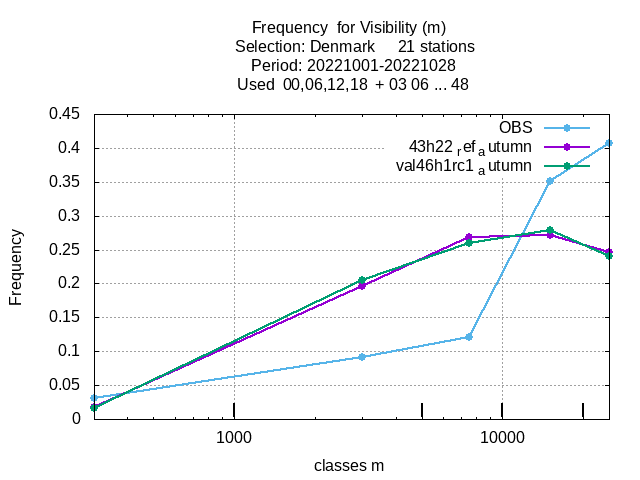 Frequency for Visibility (m)
Selection: Denmark 21 stations
Period: 20221001-20221028
Used 00,06,12,18 + 03 06 ... 48
0.45
0.4
0.35
0.3
0.25
0.2
0.15
0.1
0.05
0
Frequency
OBS
43h22 ref autumn
val46h1rc1 autumn
1000
10000
classes m